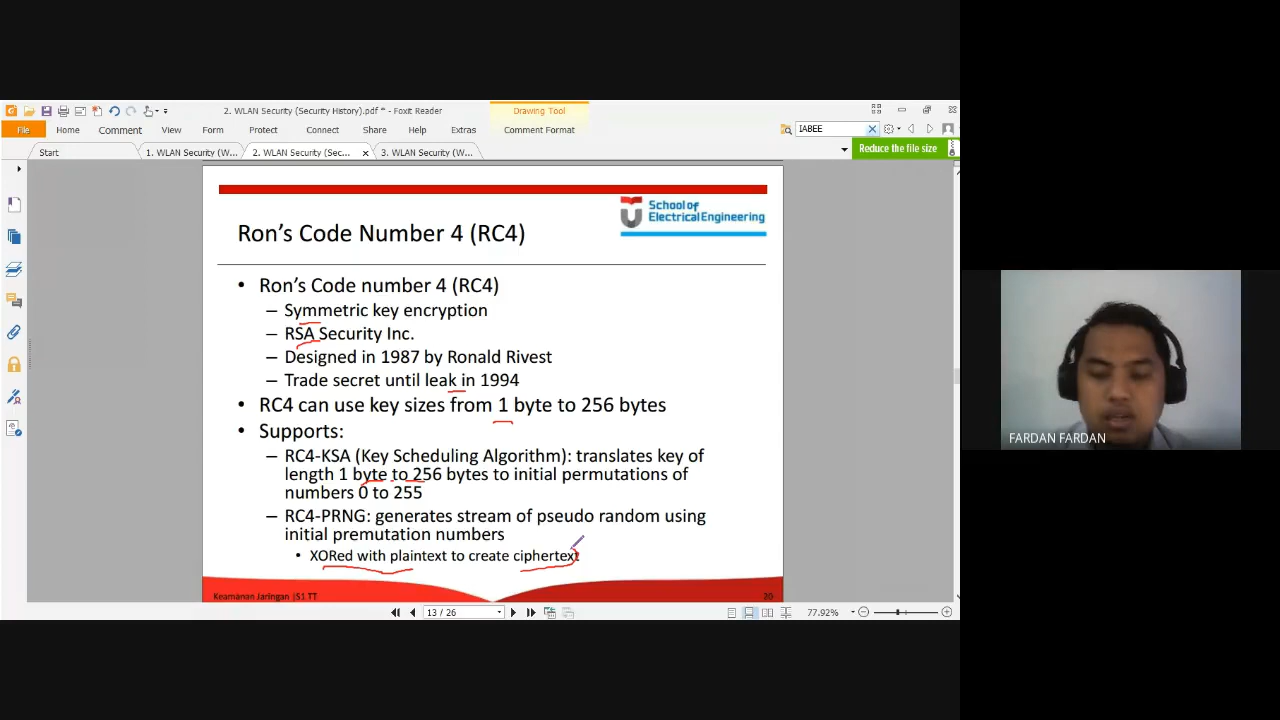 2. WLAN Security (Security History).pdf * - Foxit Reader
Drawing Tool
File Home Comment View Form Protect Connect Share Help Extras Comment Format
IABEE
Start 1. WLAN Security (W... 2. WLAN Security (Sec... 3. WLAN Security (W...
Reduce the file size
School of
Electrical Engineering
Ron's Code Number 4 (RC4)
• Ron's Code number 4 (RC4)
– Symmetric key encryption
– RSA Security Inc.
– Designed in 1987 by Ronald Rivest
– Trade secret until leak in 1994
• RC4 can use key sizes from 1 byte to 256 bytes
• Supports:
– RC4-KSA (Key Scheduling Algorithm): translates key of
length 1 byte to 256 bytes to initial permutations of
numbers 0 to 255
– RC4-PRNG: generates stream of pseudo random using
initial premutation numbers
• XORed with plaintext to create ciphertext
Keamanan Jaringan |S1 TT
20
13 / 26
77.92%
FARDAN FARDAN